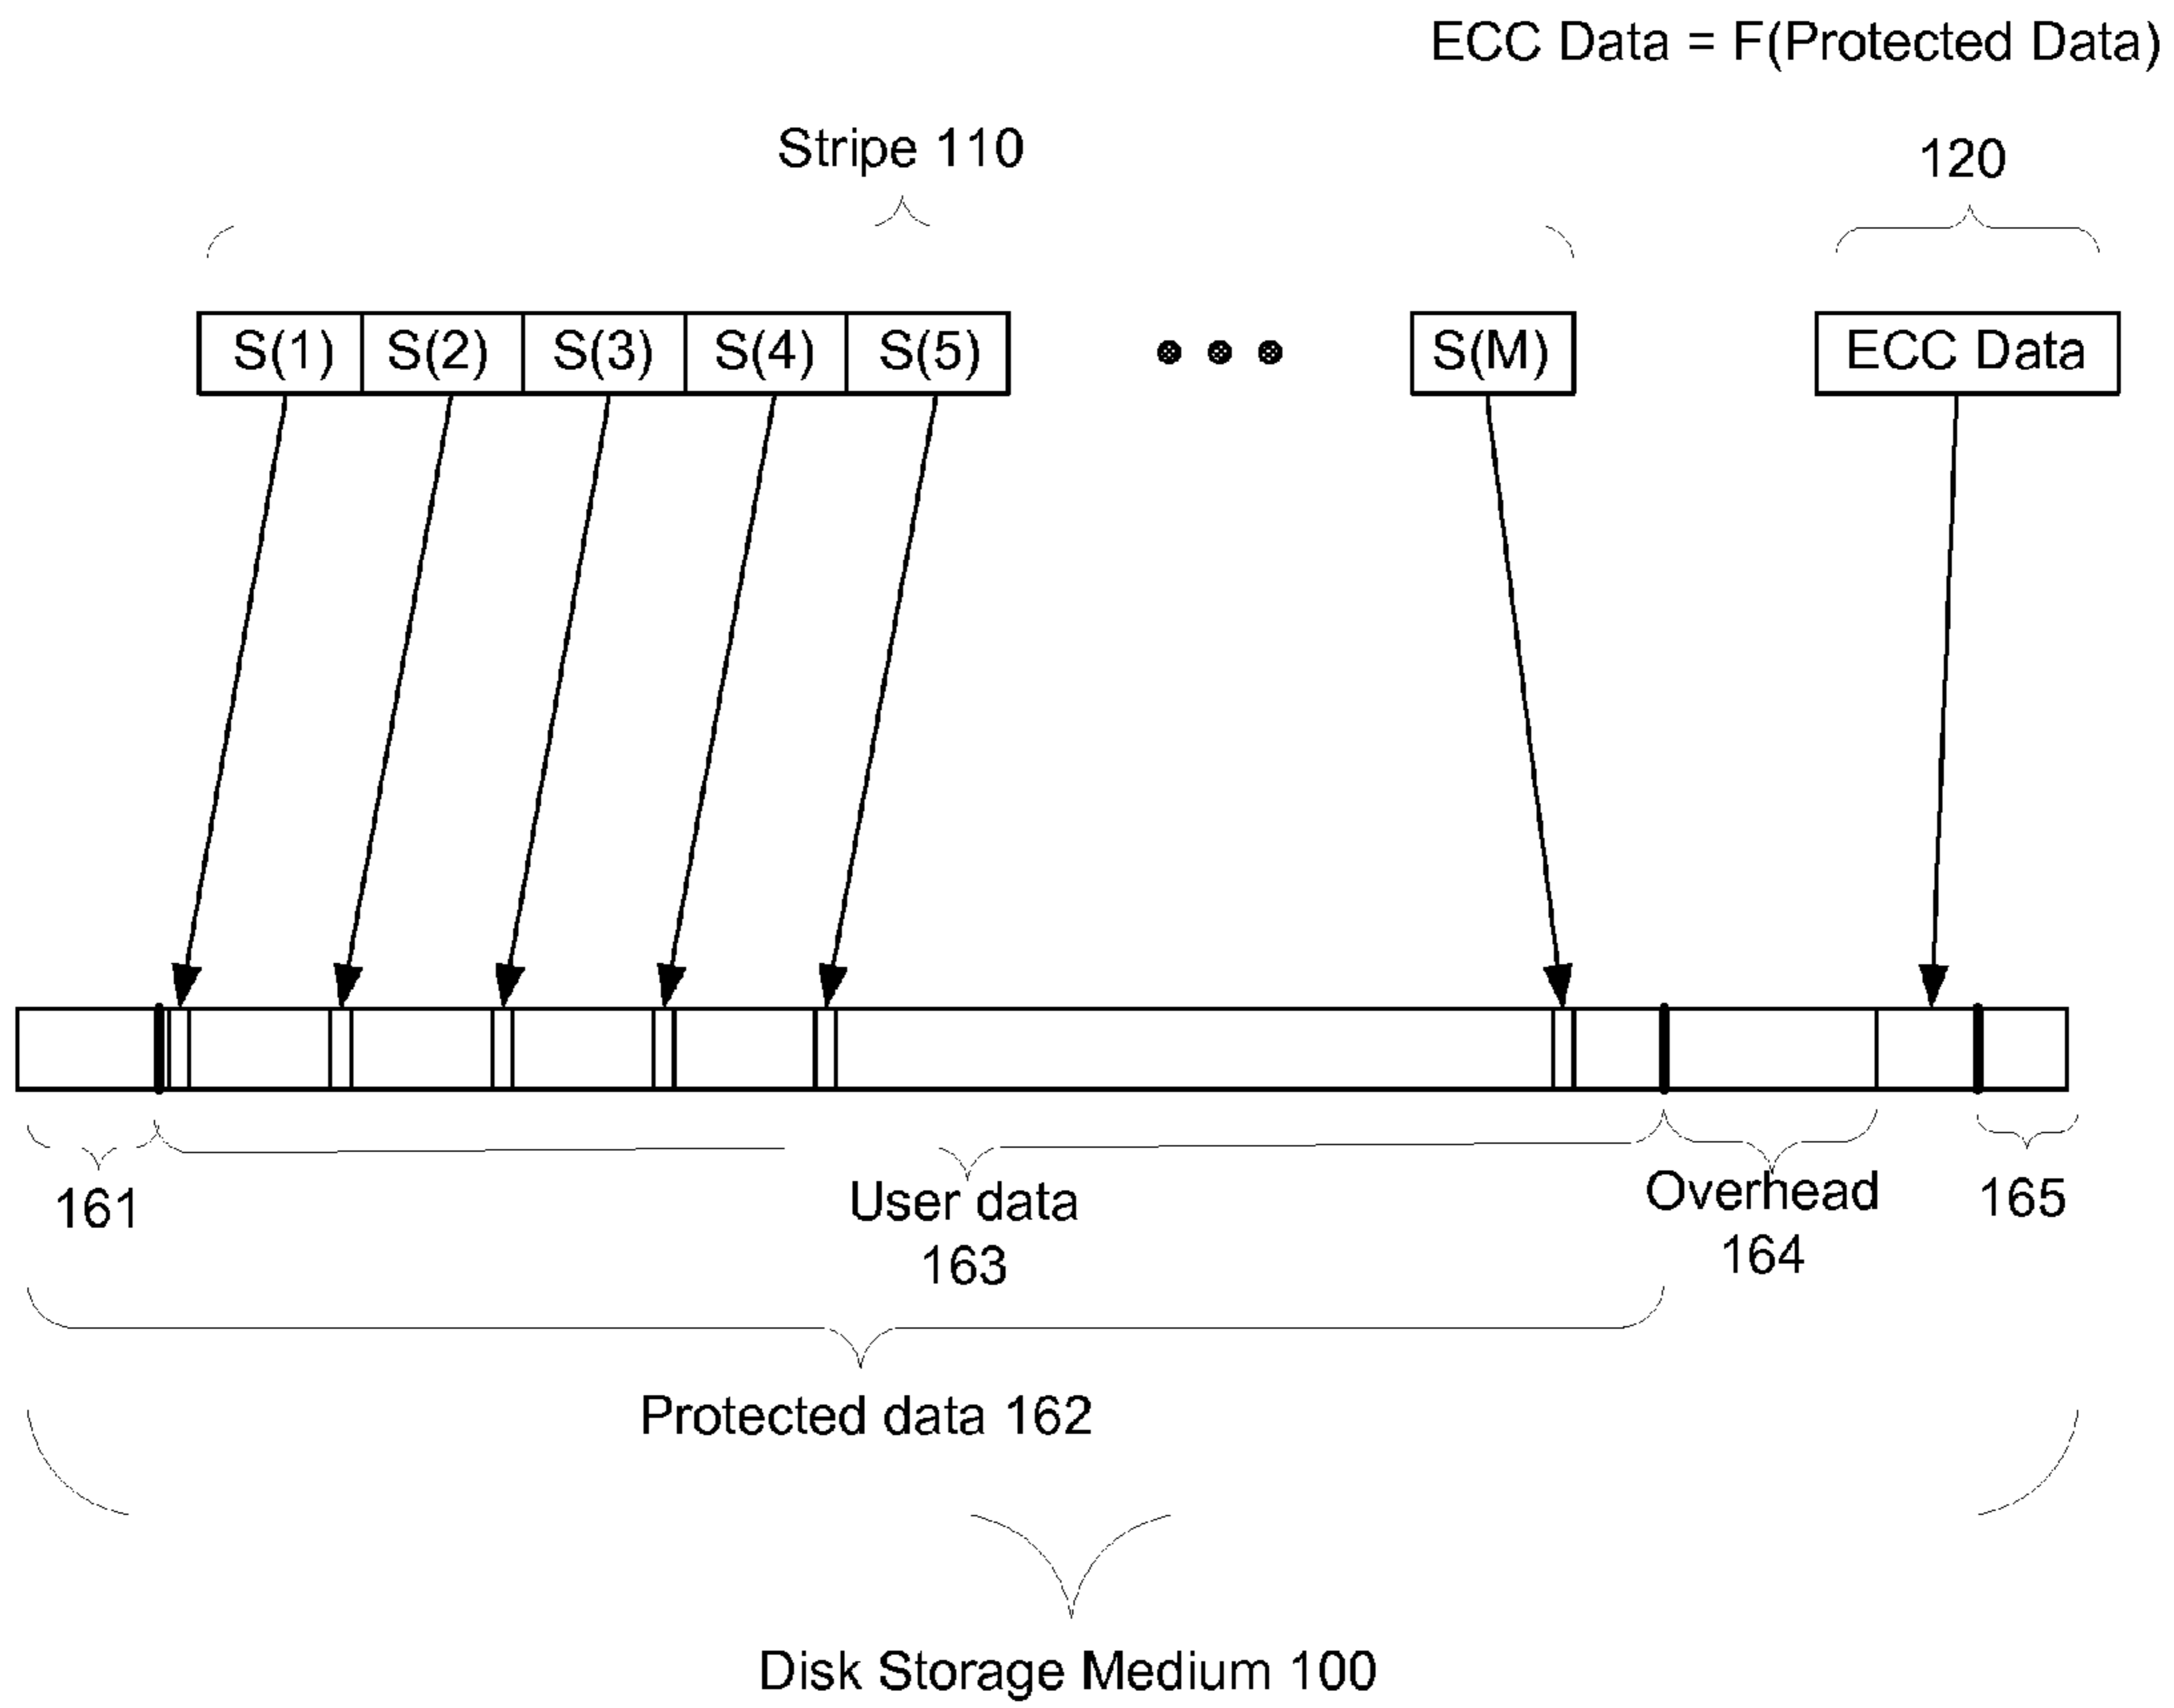 ECC Data = F(Protected Data)
Stripe 110
120
S(1) S(2) S(3) S(4) S(5) S(M) ECC Data
161
User data
163
Overhead
164
165
Protected data 162
Disk Storage Medium 100